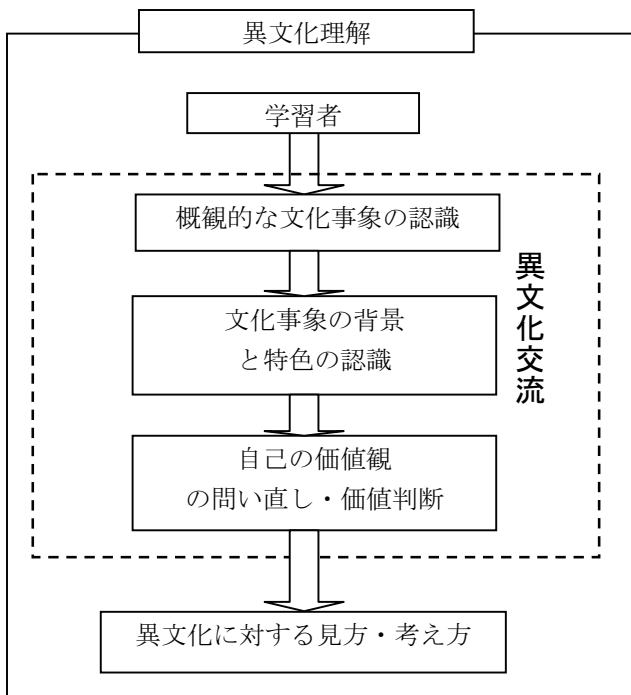 異文化理解
学習者
概観的な文化事象の認識
文化事象の背景
と特色の認識
自己の価値観
の問い直し・価値判断
異文化交流
異文化に対する見方・考え方